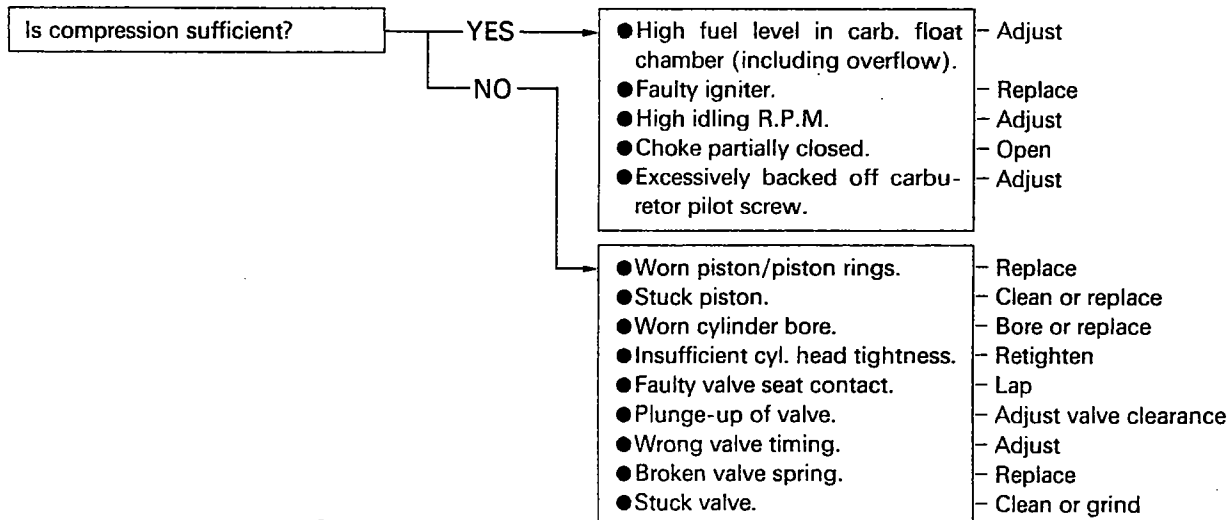 Is compression sufficient?
YES
●High fuel level in carb. float – Adjust
chamber (including overflow).
●Faulty igniter. – Replace
●High idling R.P.M. – Adjust
●Choke partially closed. – Open
●Excessively backed off carbu- – Adjust
retor pilot screw.
NO
●Worn piston/piston rings. – Replace
●Stuck piston. – Clean or replace
●Worn cylinder bore. – Bore or replace
●Insufficient cyl. head tightness. – Retighten
●Faulty valve seat contact. – Lap
●Plunge-up of valve. – Adjust valve clearance
●Wrong valve timing. – Adjust
●Broken valve spring. – Replace
●Stuck valve. – Clean or grind